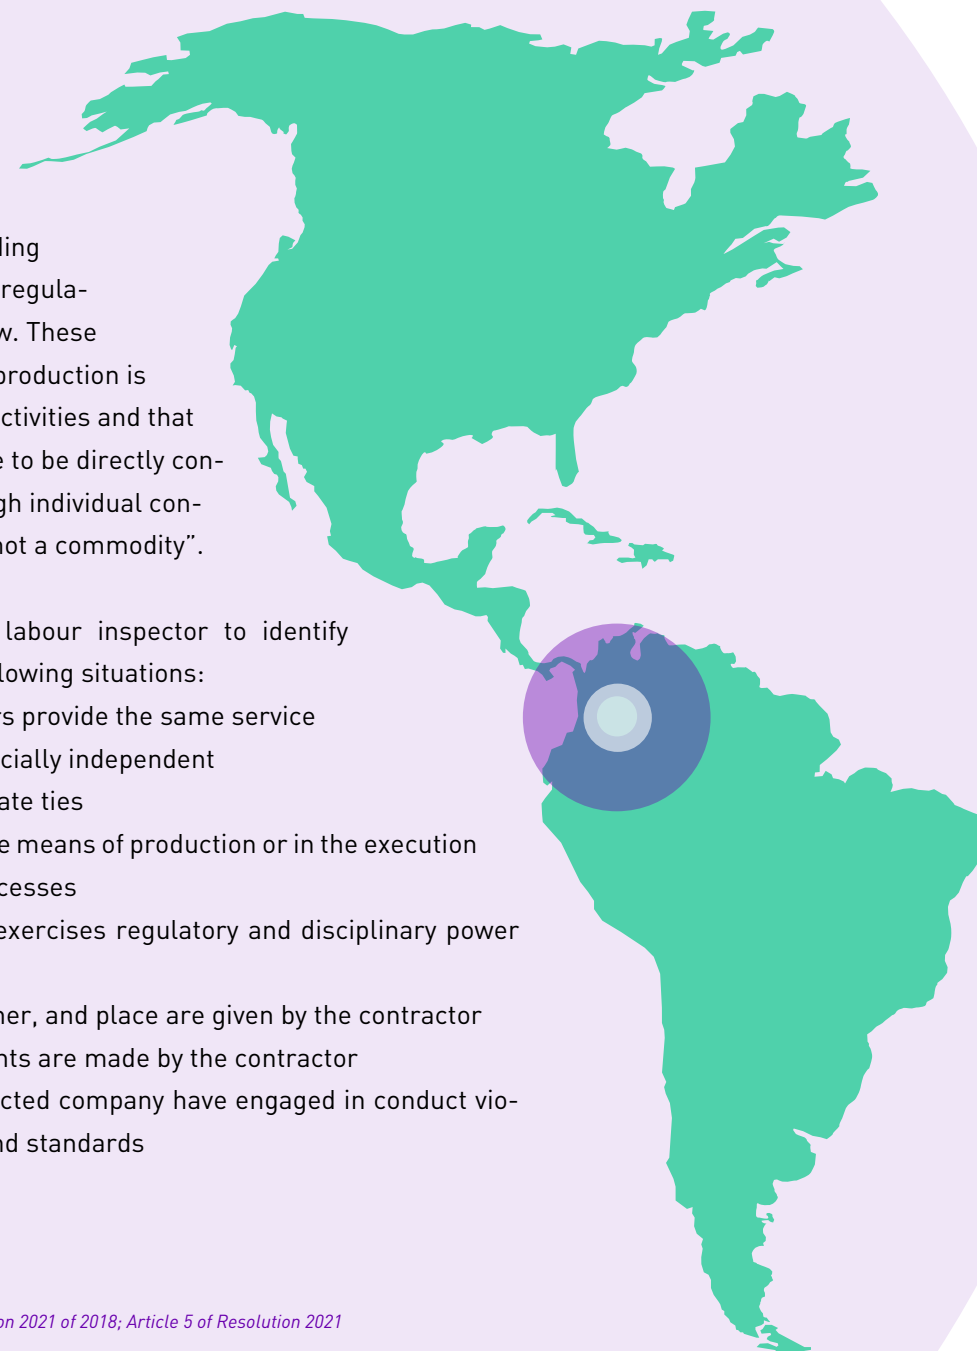 ding
regula-
w. These
production is
ctivities and that
e to be directly con-
gh individual con-
not a commodity”.
labour inspector to identify
lowing situations:
rs provide the same service
cially independent
ate ties
e means of production or in the execution
cesses
exercises regulatory and disciplinary power
ner, and place are given by the contractor
nts are made by the contractor
cted company have engaged in conduct vio-
nd standards
on 2021 of 2018; Article 5 of Resolution 2021